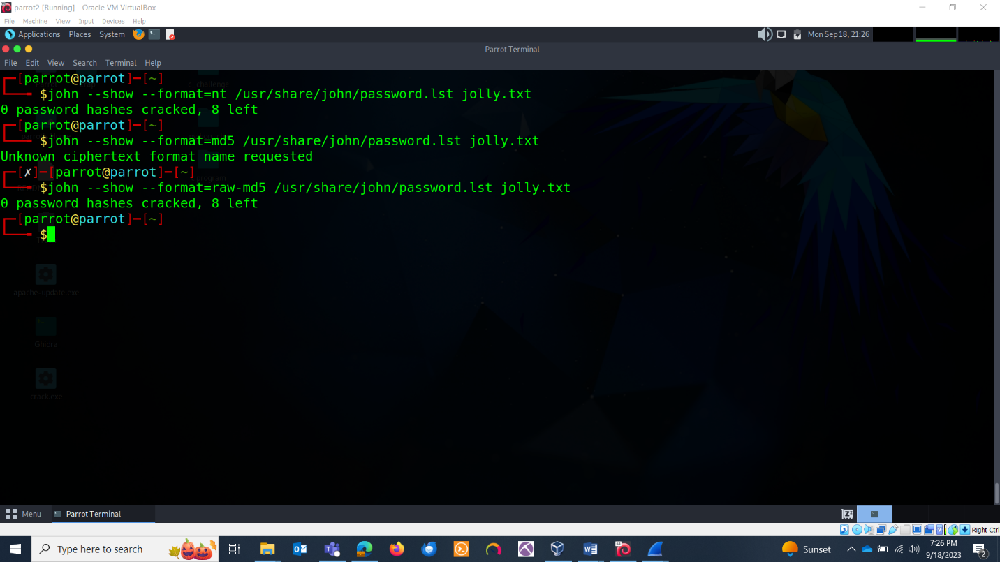 parrot2 [Running] - Oracle VM VirtualBox
File Machine View Input Devices Help
Applications Places System Mon Sep 18, 21:26
Parrot Terminal
File Edit View Search Terminal Help
┌─[parrot@parrot]─[~]
└──╼ $john --show --format=nt /usr/share/john/password.lst jolly.txt
0 password hashes cracked, 8 left
┌─[parrot@parrot]─[~]
└──╼ $john --show --format=md5 /usr/share/john/password.lst jolly.txt
Unknown ciphertext format name requested
┌─[✗]─[parrot@parrot]─[~]
└──╼ $john --show --format=raw-md5 /usr/share/john/password.lst jolly.txt
0 password hashes cracked, 8 left
┌─[parrot@parrot]─[~]
└──╼ $
c_challenge
program
apache-update.exe
Ghidra
crack.exe
Menu Parrot Terminal
Right Ctrl
Type here to search
Sunset
7:26 PM
9/18/2023
2